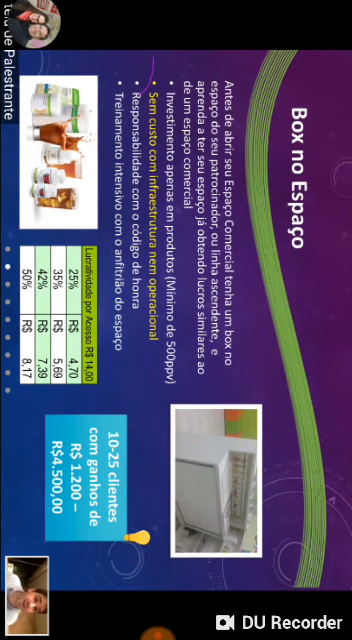 Box no Espaço
Antes de abrir seu Espaço Comercial tenha um box no
espaço do seu patrocinador, ou linha ascendente, e
aprenda a ter seu espaço já obtendo lucros similares ao
de um espaço comercial
• Investimento apenas em produtos (Mínimo de 500ppv)
• Sem custo com infraestrutura nem operacional
• Responsabilidade com o código de honra
• Treinamento intensivo com o anfitrião do espaço
Lucratividade por Acesso R$ 14,00
25% R$ 4,70
35% R$ 5,69
42% R$ 7,39
50% R$ 8,17
10-25 clientes
com ganhos de
R$ 1.200 –
R$4.500,00
de Palestrante
DU Recorder